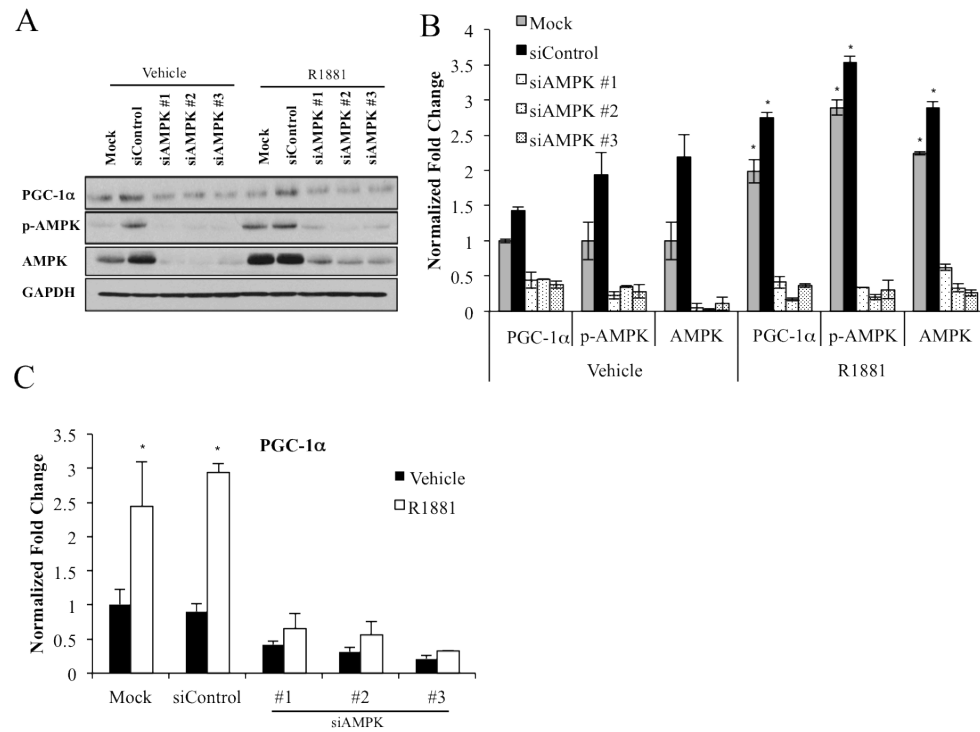 A
Vehicle
R1881
Mock
siControl
siAMPK #1
siAMPK #2
siAMPK #3
Mock
siControl
siAMPK #1
siAMPK #2
siAMPK #3
PGC-1α
p-AMPK
AMPK
GAPDH
B
Mock
siControl
siAMPK #1
siAMPK #2
siAMPK #3
Normalized Fold Change
4
3.5
3
2.5
2
1.5
1
0.5
0
* * * * * *
PGC-1α p-AMPK AMPK PGC-1α p-AMPK AMPK
Vehicle R1881
C
PGC-1α
Vehicle
R1881
Normalized Fold Change
3.5
3
2.5
2
1.5
1
0.5
0
* *
Mock siControl #1 #2 #3
siAMPK